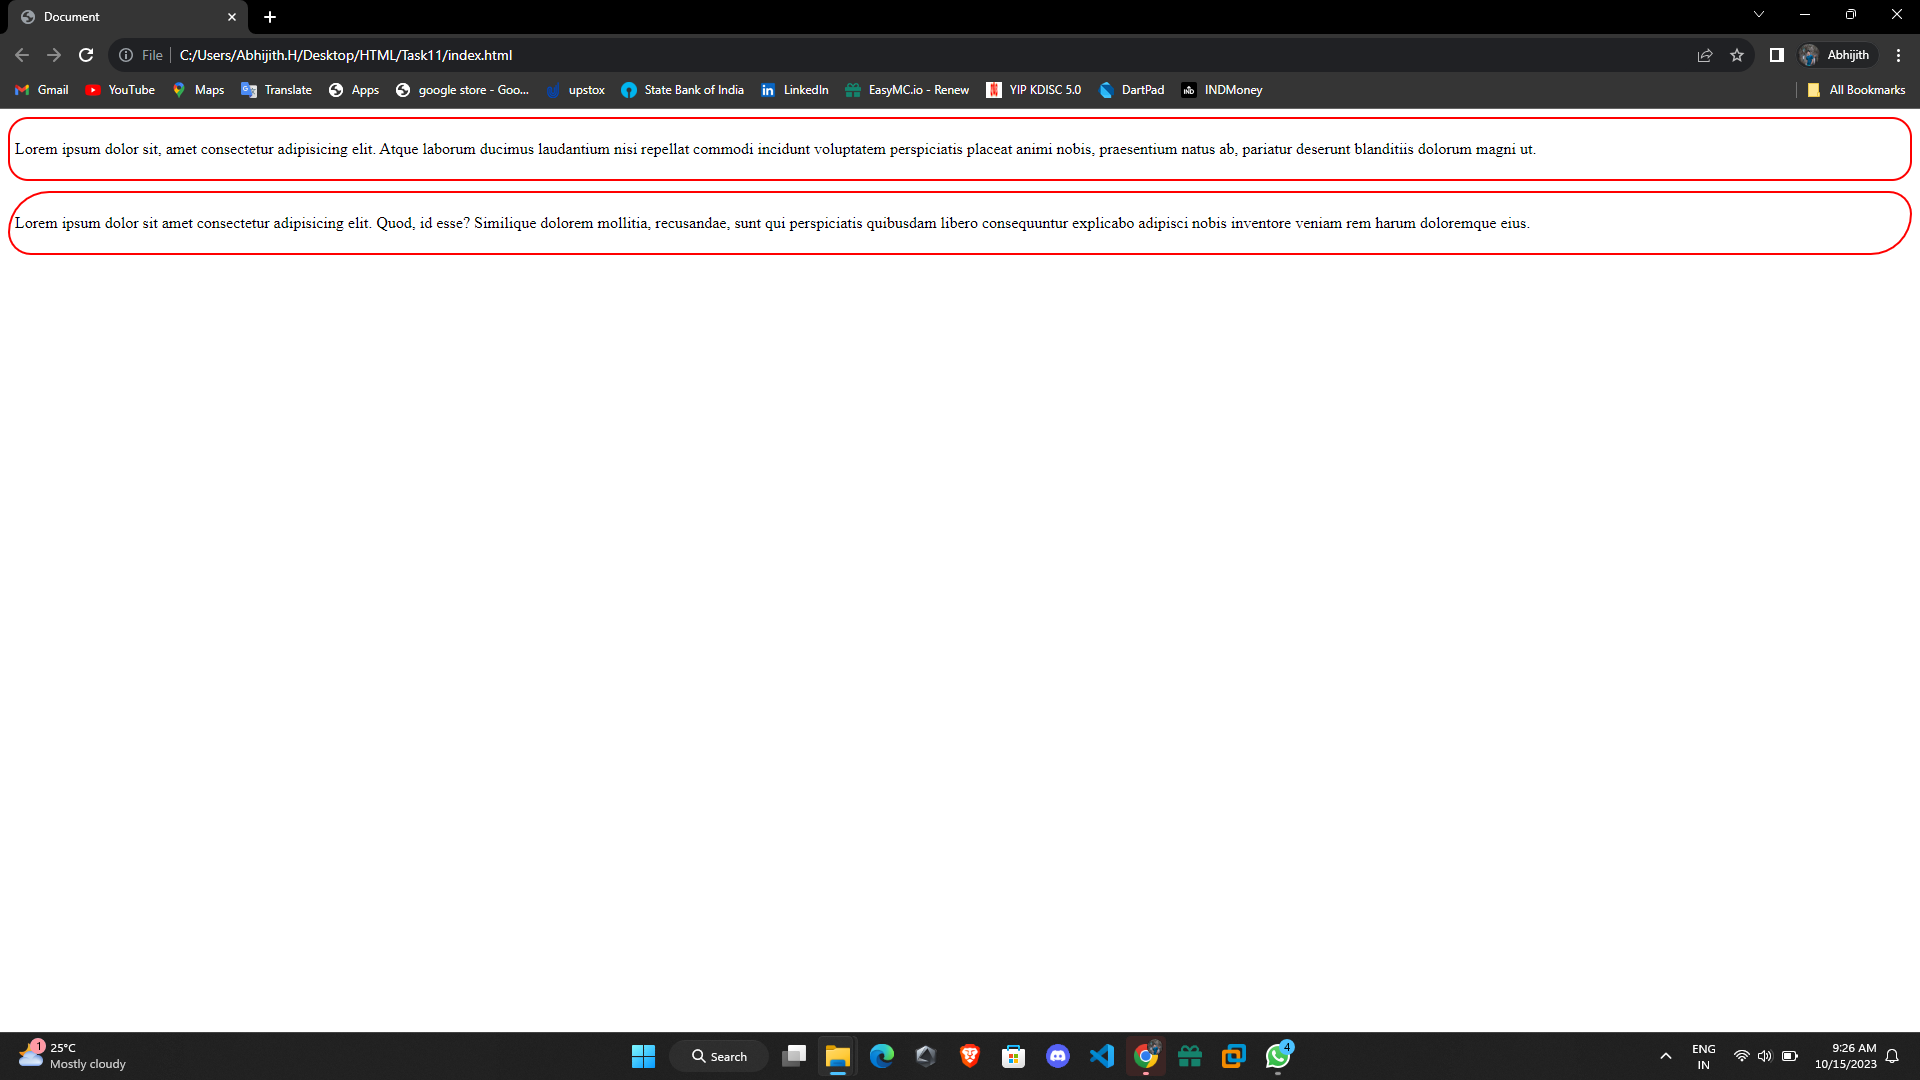 Document
File
C:/Users/Abhijith.H/Desktop/HTML/Task11/index.html
Abhijith
Gmail YouTube Maps Translate Apps google store - Goo... upstox State Bank of India LinkedIn EasyMC.io - Renew YIP KDISC 5.0 DartPad INDMoney All Bookmarks
Lorem ipsum dolor sit, amet consectetur adipisicing elit. Atque laborum ducimus laudantium nisi repellat commodi incidunt voluptatem perspiciatis placeat animi nobis, praesentium natus ab, pariatur deserunt blanditiis dolorum magni ut.
Lorem ipsum dolor sit amet consectetur adipisicing elit. Quod, id esse? Similique dolorem mollitia, recusandae, sunt qui perspiciatis quibusdam libero consequuntur explicabo adipisci nobis inventore veniam rem harum doloremque eius.
1
25°C
Mostly cloudy
Search
4
ENG
IN
9:26 AM
10/15/2023